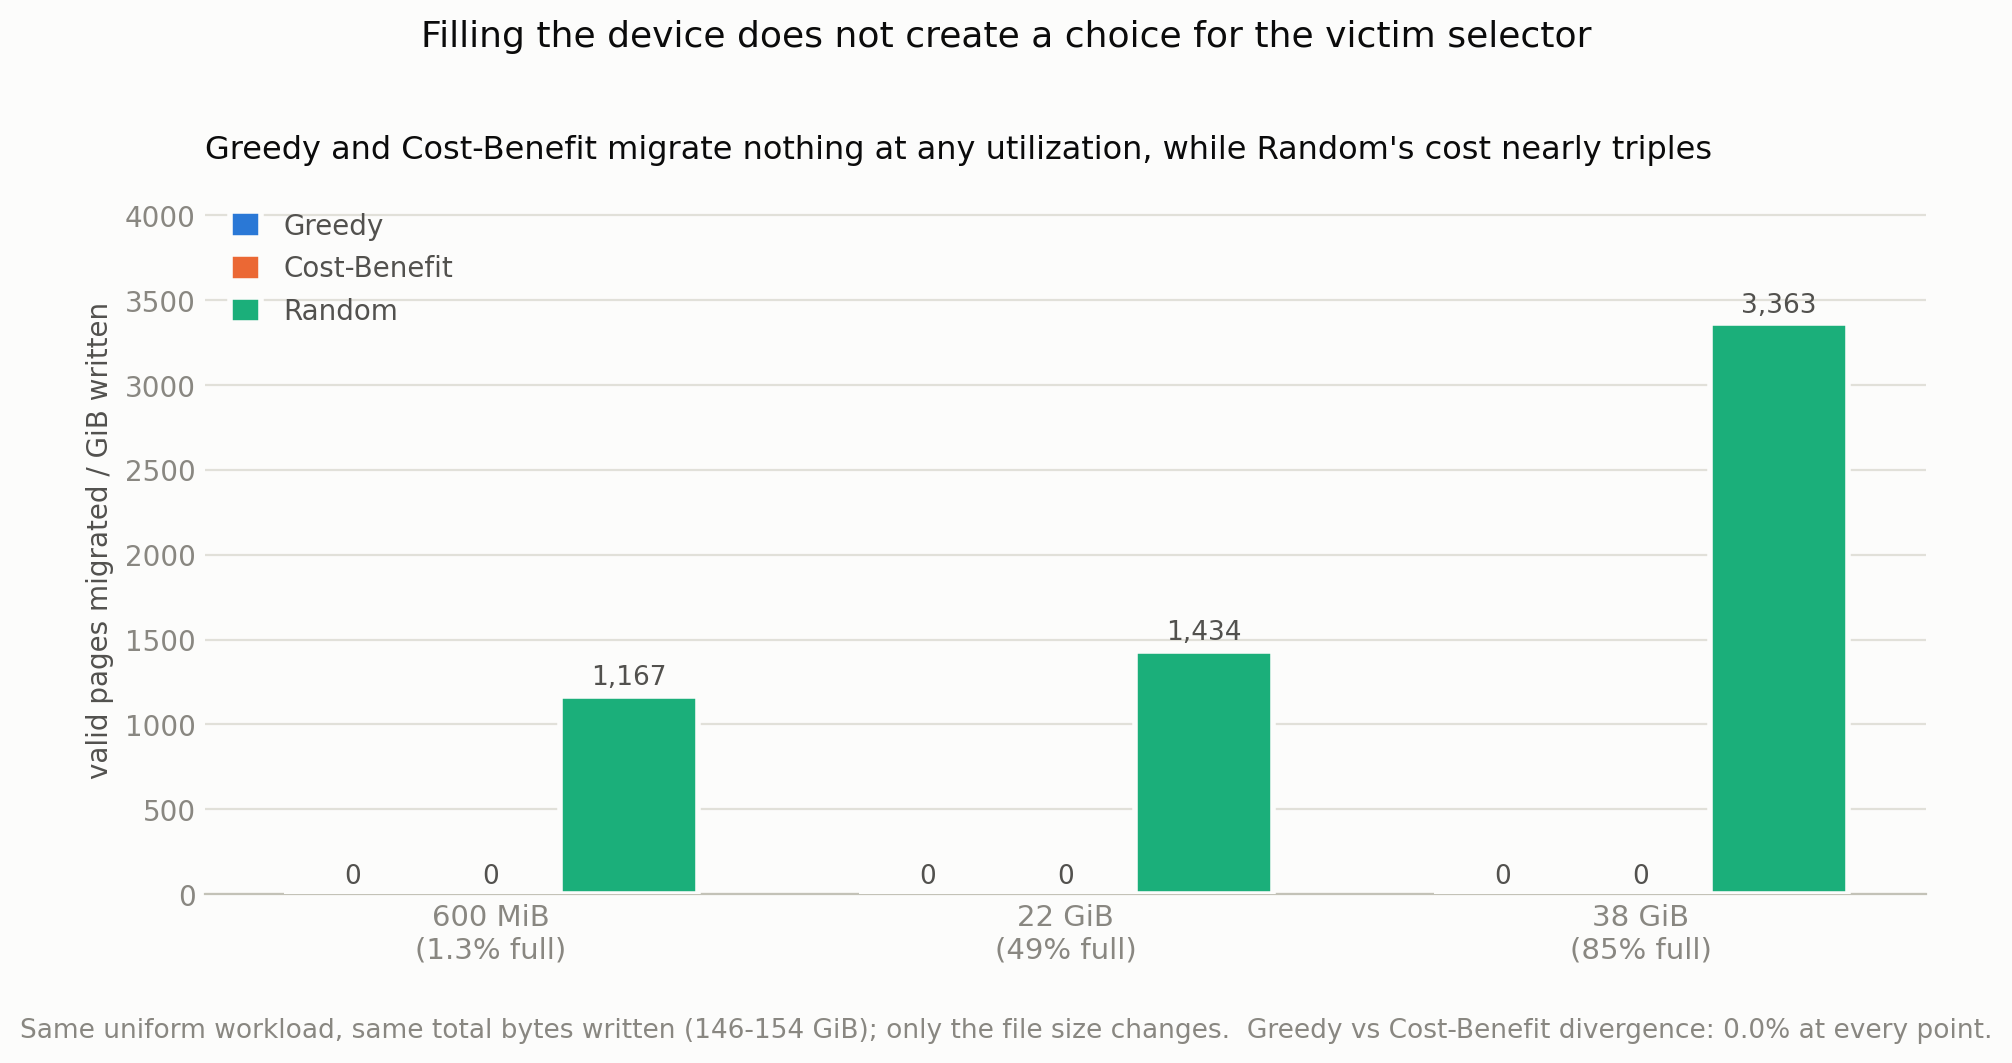 Filling the device does not create a choice for the victim selector
Greedy and Cost-Benefit migrate nothing at any utilization, while Random's cost nearly triples
valid pages migrated / GiB written
4000
3500
3000
2500
2000
1500
1000
500
0
Greedy
Cost-Benefit
Random
0
0
1,167
0
0
1,434
0
0
3,363
600 MiB
(1.3% full)
22 GiB
(49% full)
38 GiB
(85% full)
Same uniform workload, same total bytes written (146-154 GiB); only the file size changes.  Greedy vs Cost-Benefit divergence: 0.0% at every point.